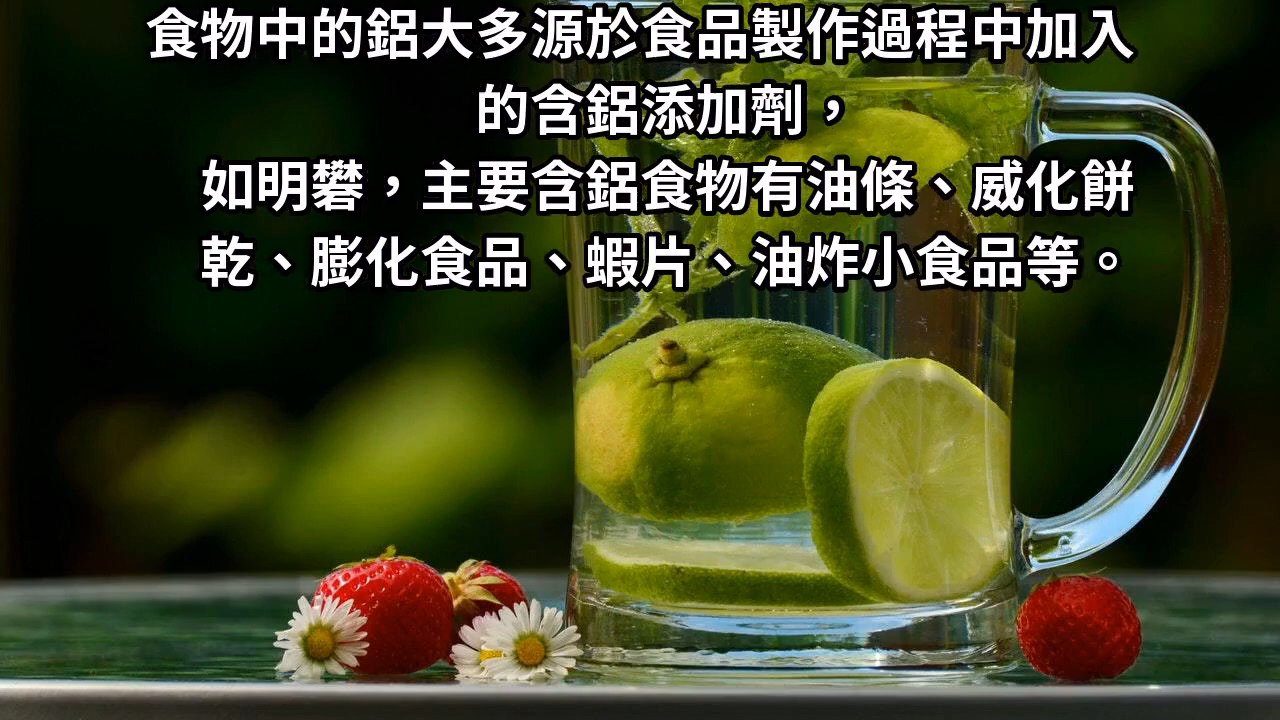 食物中的鋁大多源於食品製作過程中加入
的含鋁添加劑，
如明礬，主要含鋁食物有油條、威化餅
乾、膨化食品、蝦片、油炸小食品等。